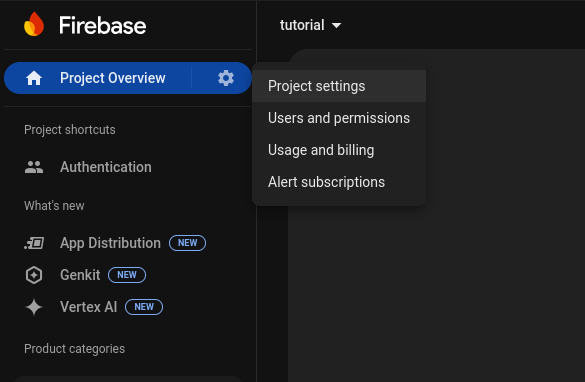 Firebase
tutorial
Project Overview
Project settings
Users and permissions
Usage and billing
Alert subscriptions
Project shortcuts
Authentication
What's new
App Distribution NEW
Genkit NEW
Vertex AI NEW
Product categories